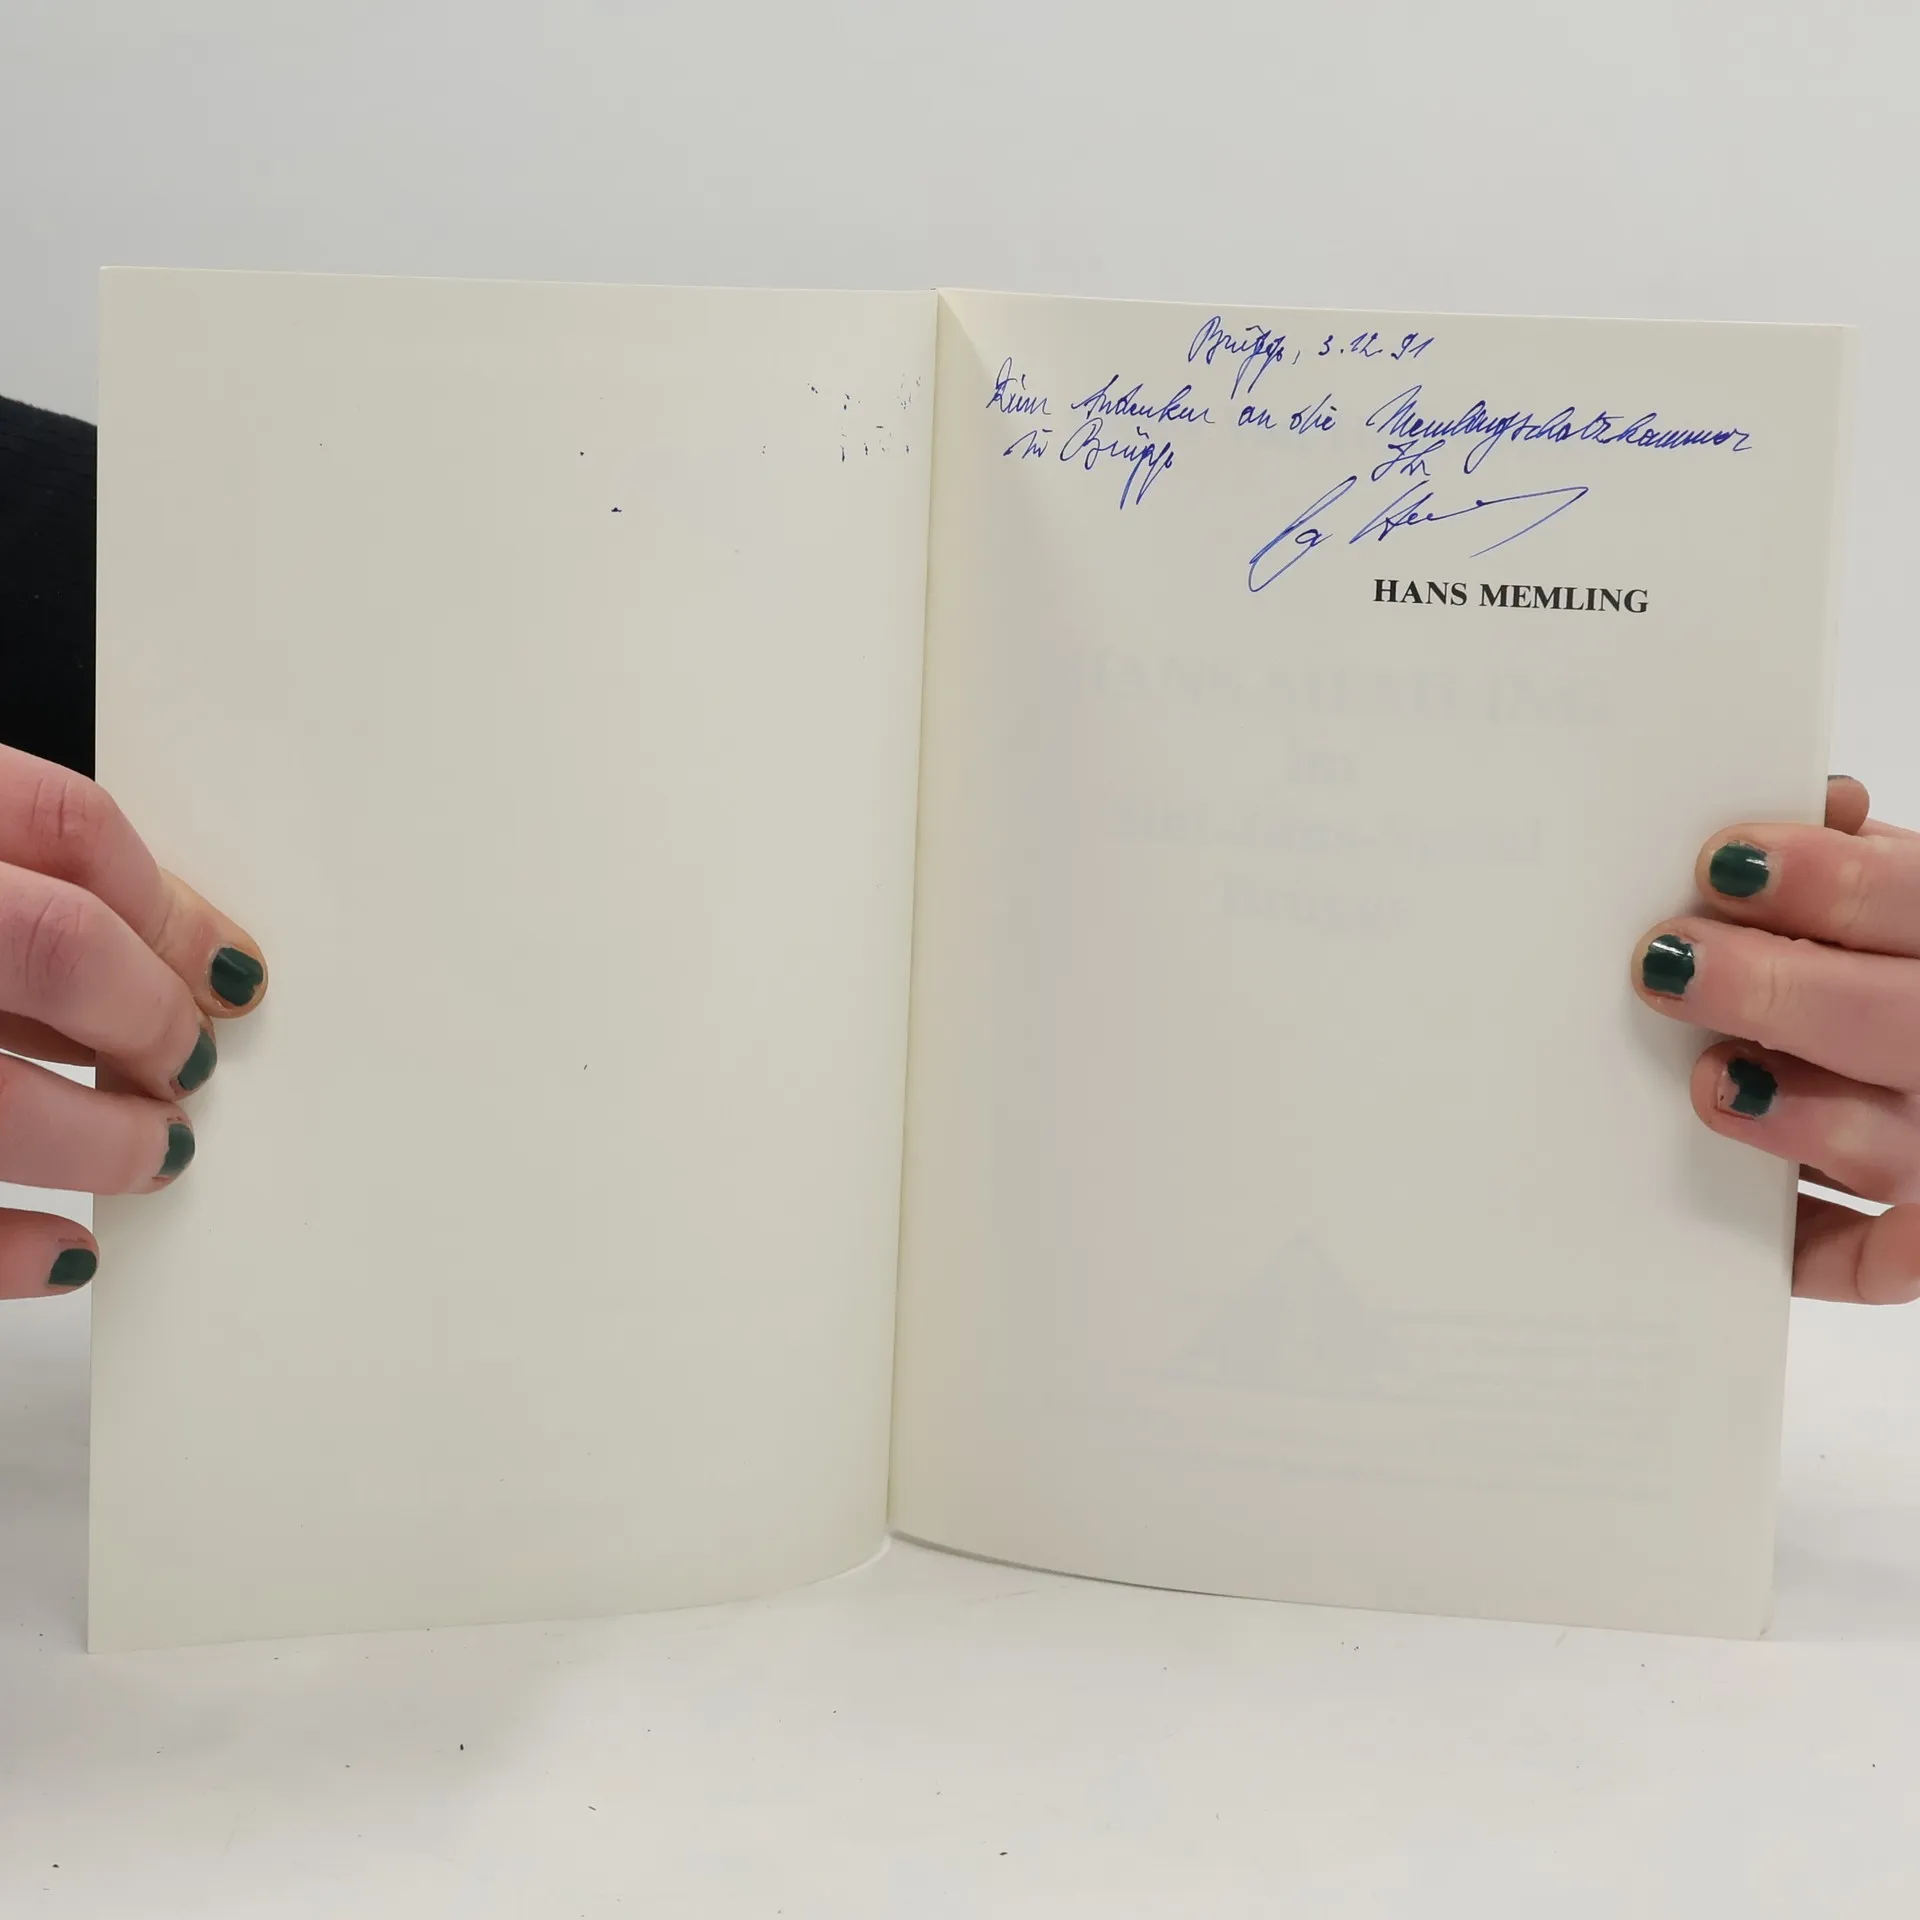 Brügge, 3.12.91
Zum Andenken an die Memlingschatzkammer
in Brügge
Ihr
HANS MEMLING